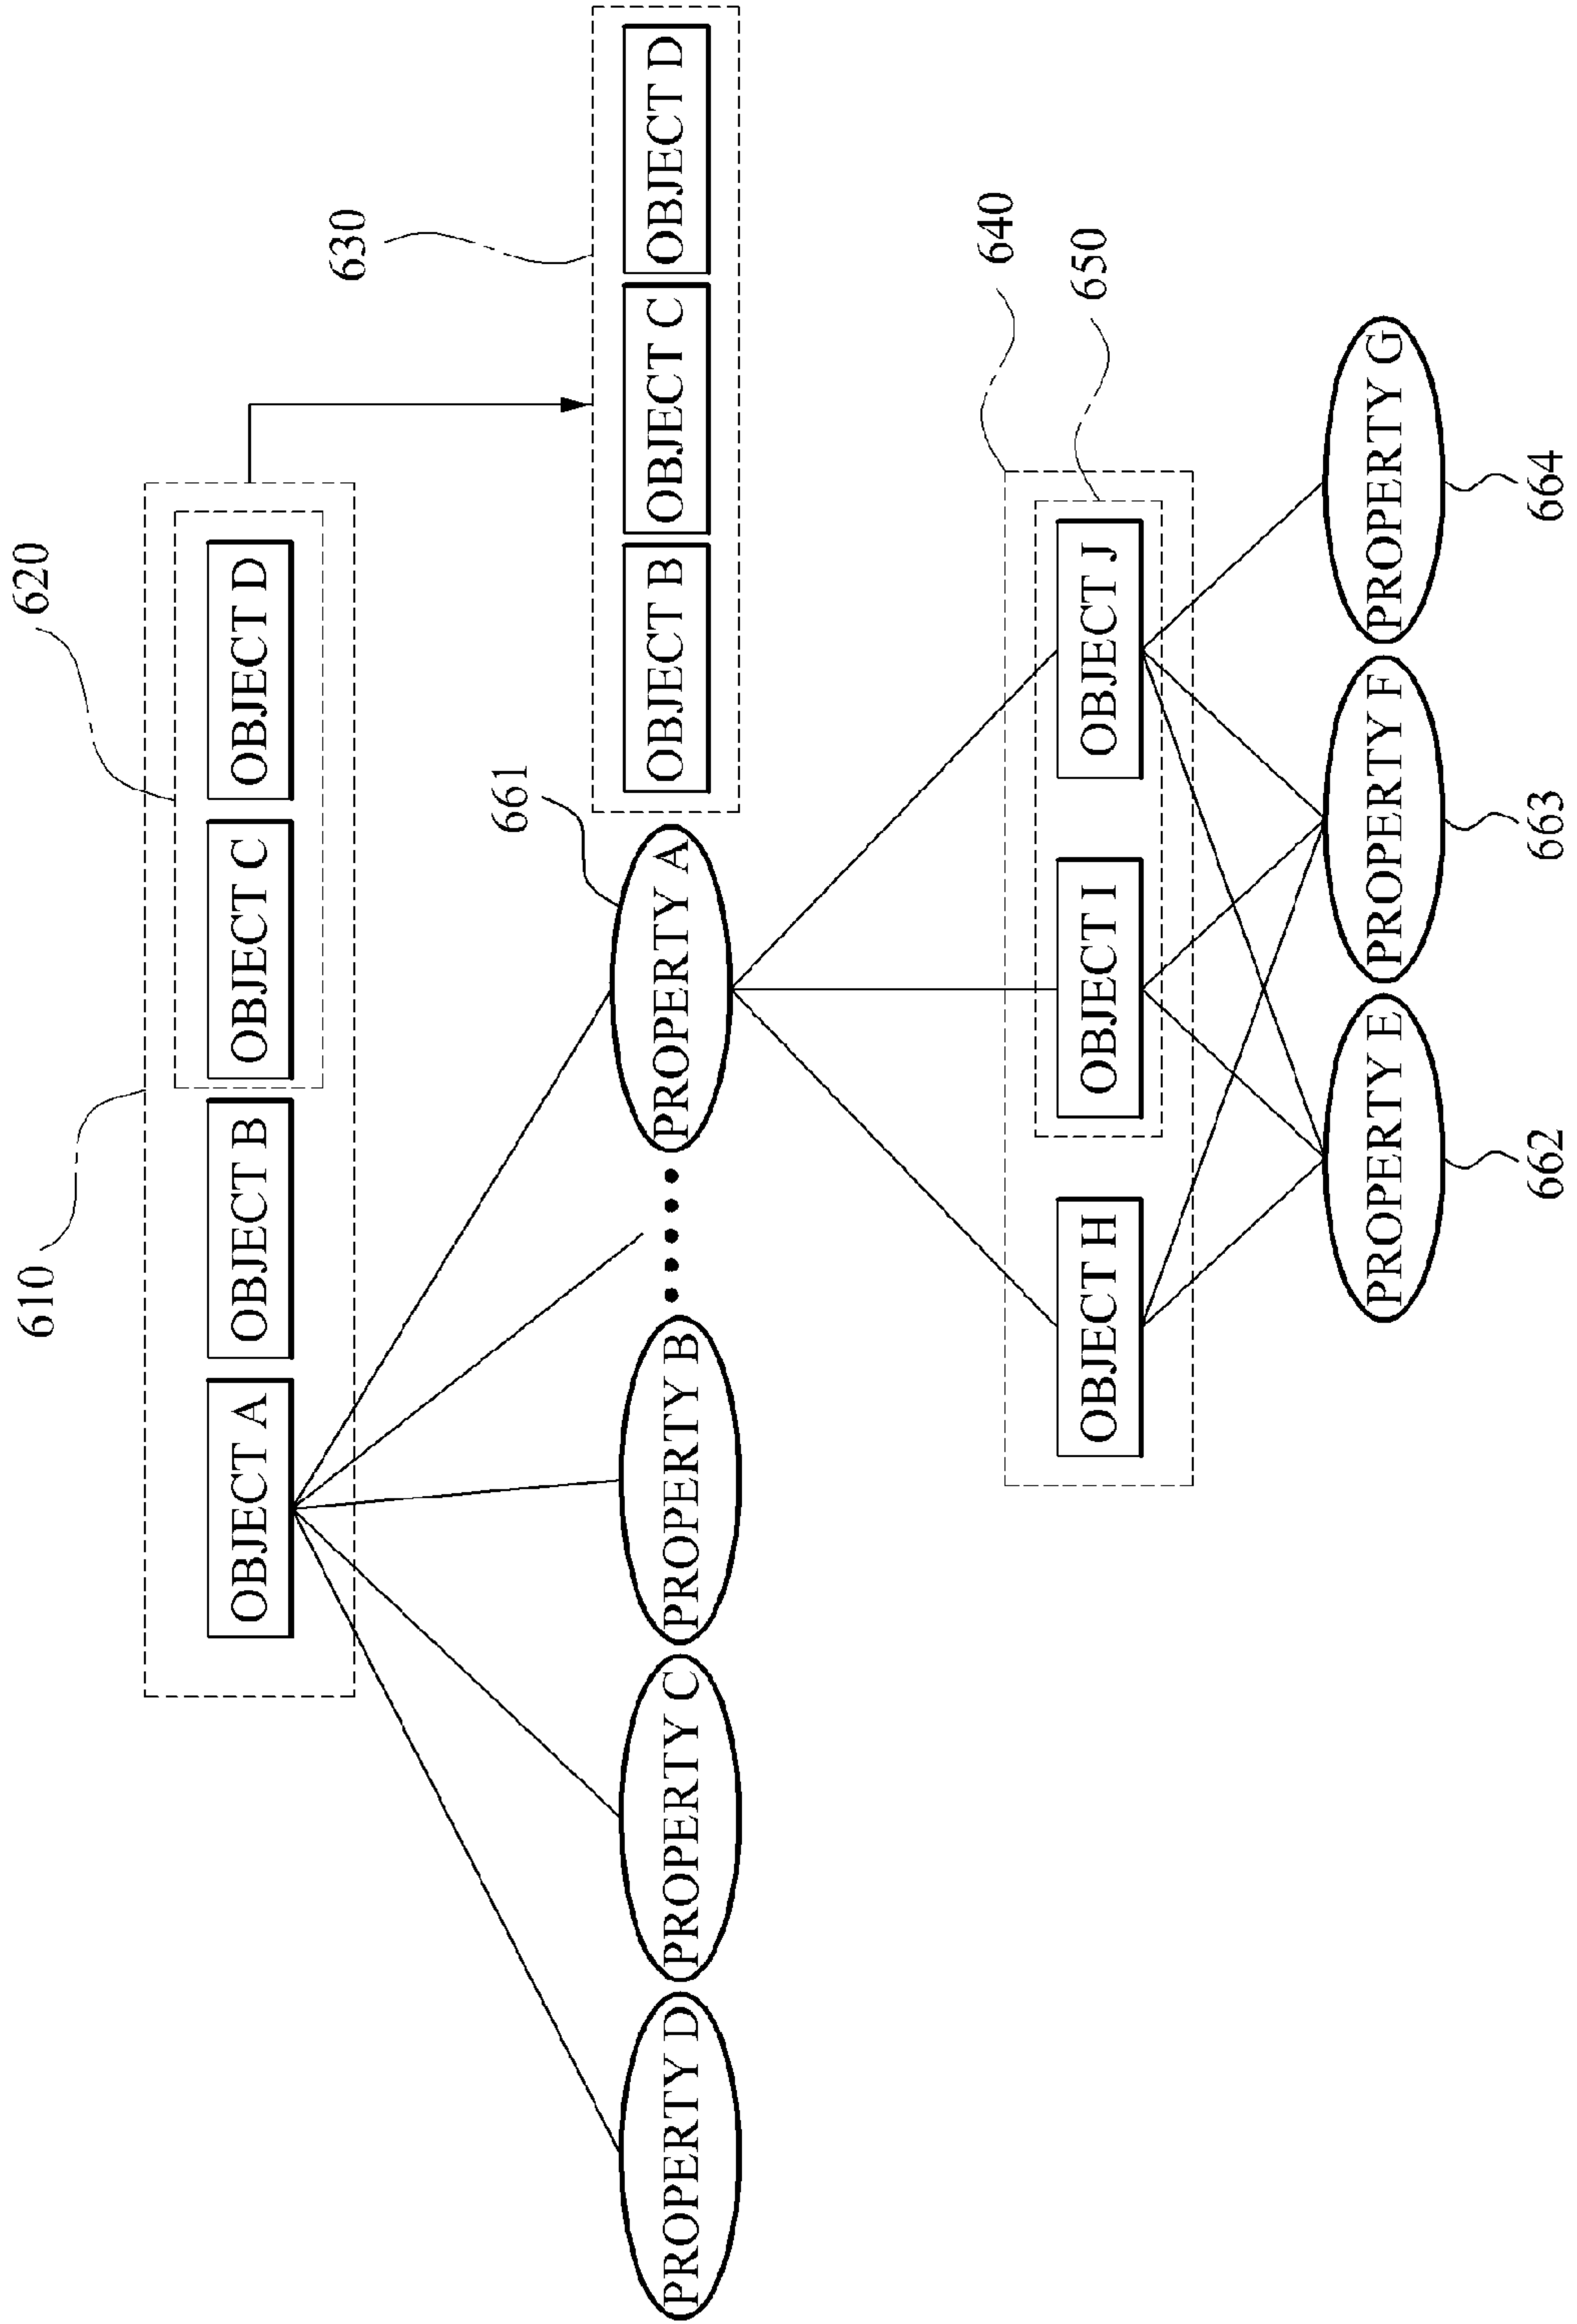 610
620
OBJECT A
OBJECT B
OBJECT C
OBJECT D
630
661
PROPERTY D
PROPERTY C
PROPERTY B
PROPERTY A
OBJECT B
OBJECT C
OBJECT D
640
650
OBJECT H
OBJECT I
OBJECT J
PROPERTY E
PROPERTY F
PROPERTY G
662
663
664